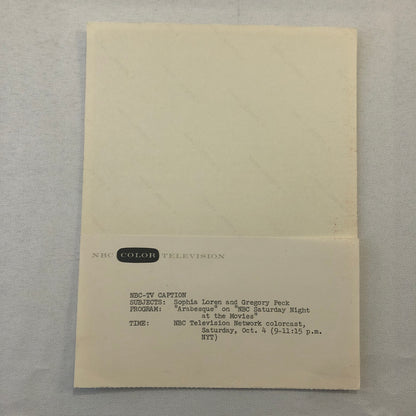 NBC COLOR TELEVISION
NBC-TV CAPTION
SUBJECTS: Sophia Loren and Gregory Peck
PROGRAM: "Arabesque" on "NBC Saturday Night
at the Movies"
TIME: NBC Television Network colorcast,
Saturday, Oct. 4 (9-11:15 p.m.
NYT)